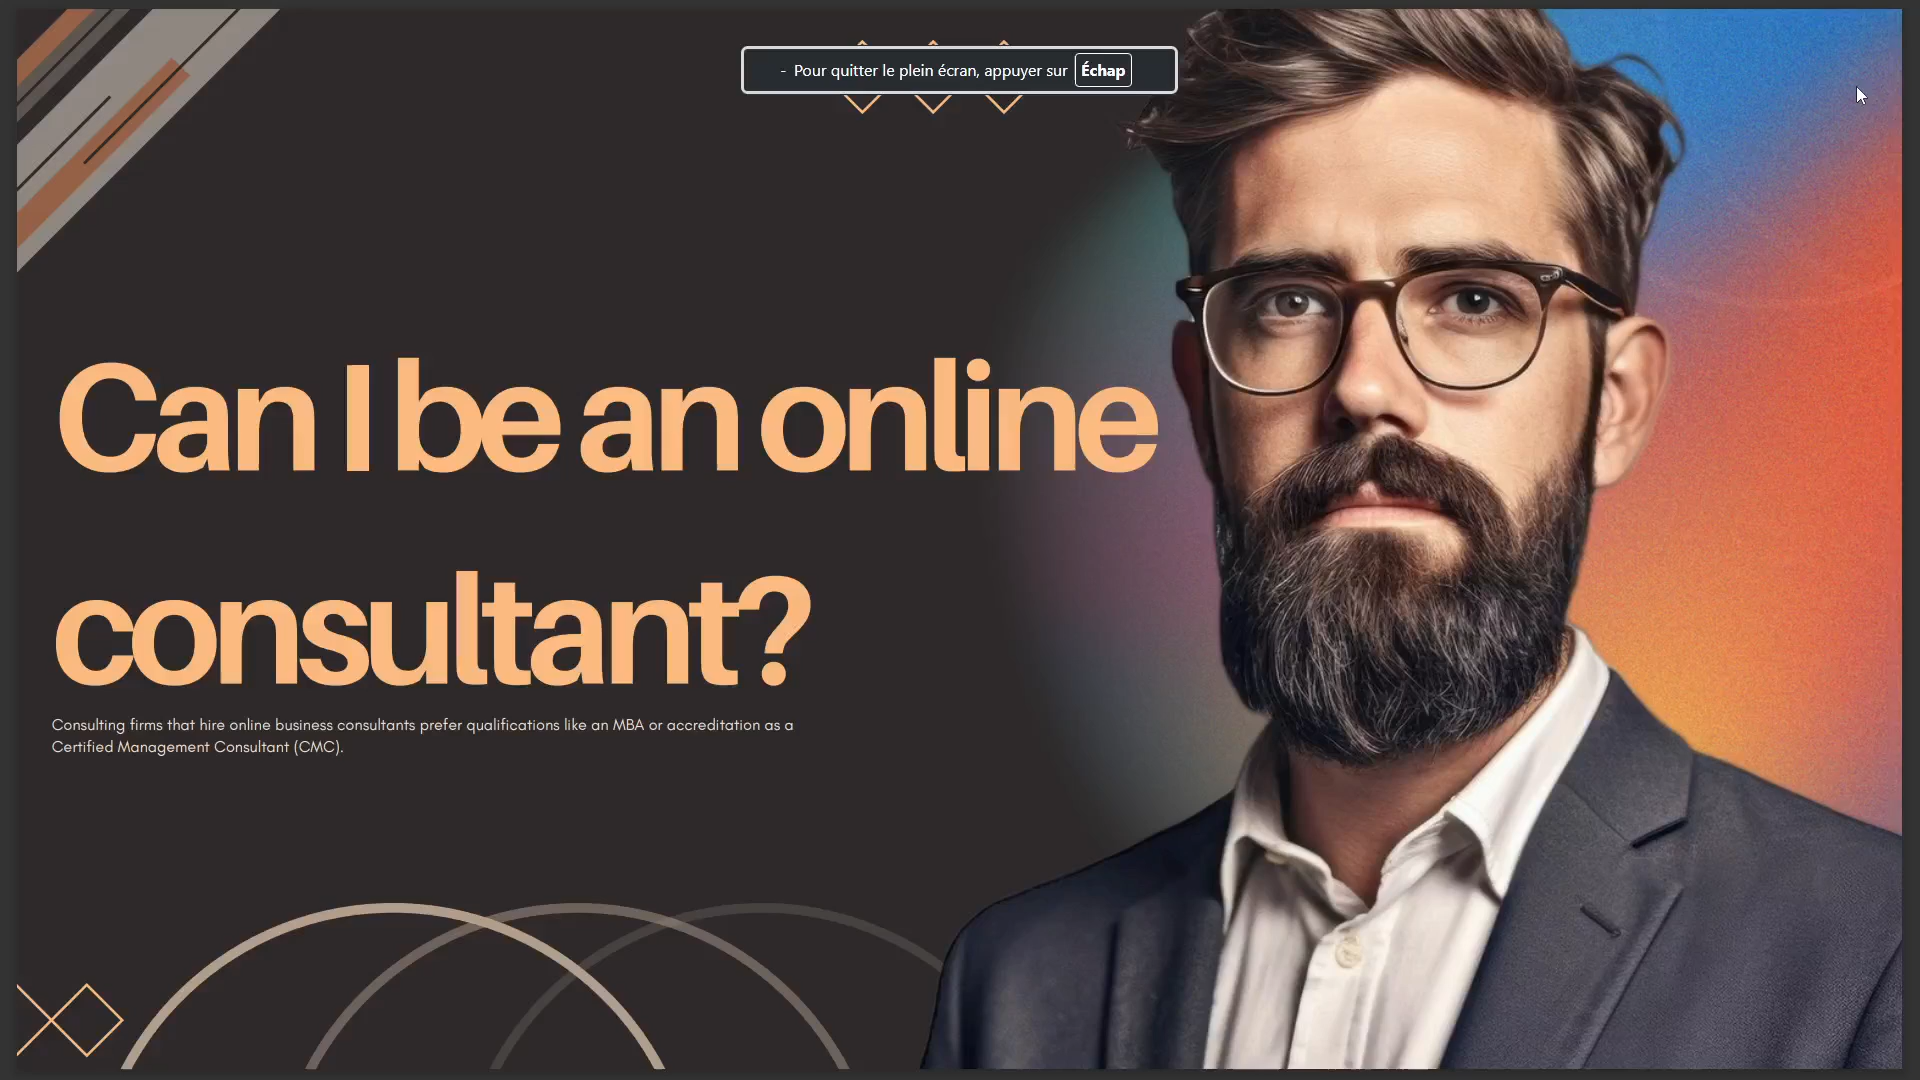 - Pour quitter le plein écran, appuyer sur Échap
Can I be an online
consultant?
Consulting firms that hire online business consultants prefer qualifications like an MBA or accreditation as a
Certified Management Consultant (CMC).